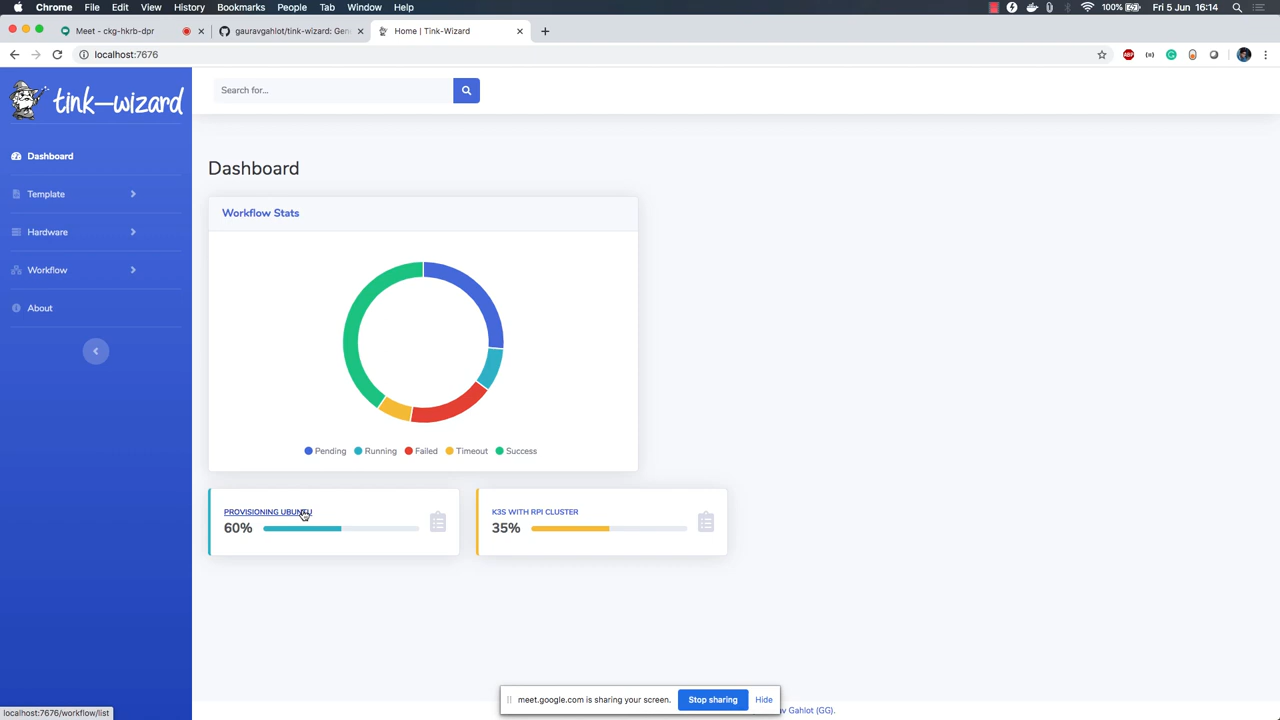 Chrome File Edit View History Bookmarks People Tab Window Help 100% Fri 5 Jun 16:14
Meet - ckg-hkrb-dpr gauravgahlot/tink-wizard: Gen Home | Tink-Wizard
localhost:7676 ABP
tink-wizard
Search for...
Dashboard
Template
Hardware
Workflow
About
Dashboard
Workflow Stats
Pending Running Failed Timeout Success
PROVISIONING UBUNTU
60%
K3S WITH RPI CLUSTER
35%
meet.google.com is sharing your screen. Stop sharing Hide
Gahlot (GG).
localhost:7676/workflow/list